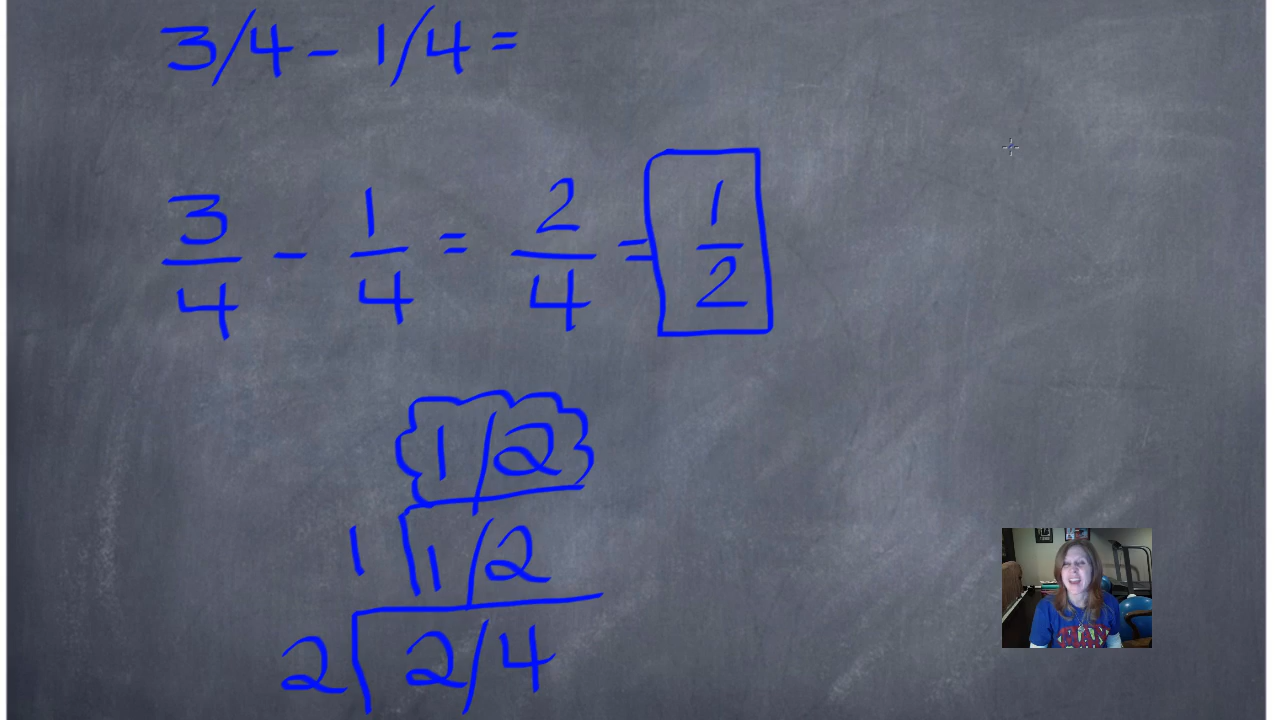 3/4 - 1/4 =
3/4 - 1/4 = 2/4 = 1/2
1/2
1 1/2
2 2/4